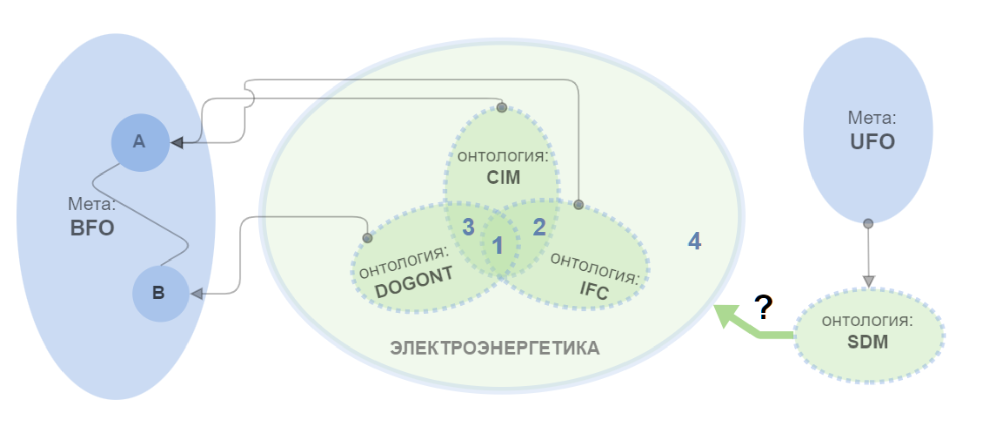 A
Мета:
BFO
B
онтология:
CIM
3
2
1
4
онтология:
DOGONT
онтология:
IFC
ЭЛЕКТРОЭНЕРГЕТИКА
Мета:
UFO
?
онтология:
SDM